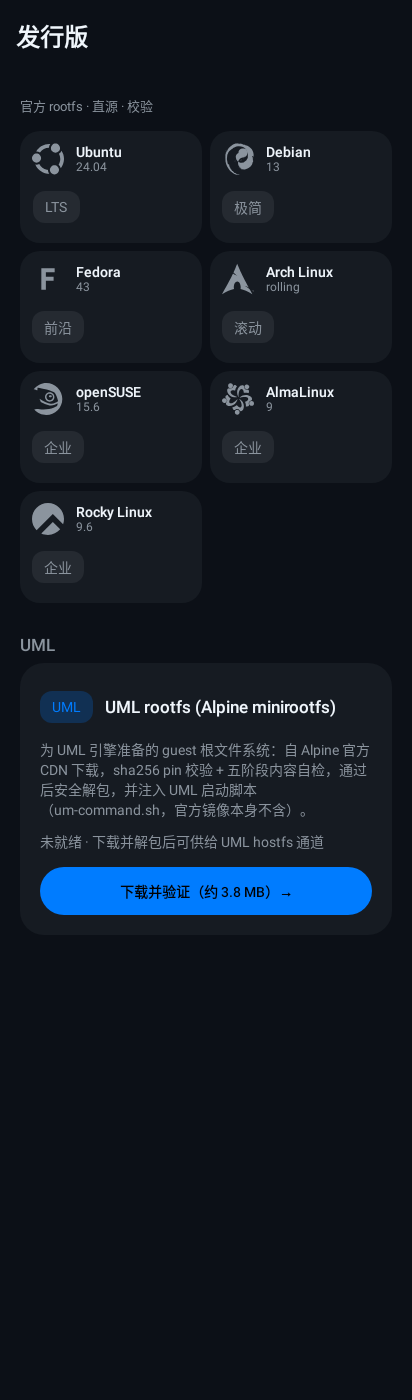 发行版
官方 rootfs · 直源 · 校验
Ubuntu
24.04
LTS
Debian
13
极简
F
Fedora
43
前沿
Arch Linux
rolling
滚动
openSUSE
15.6
企业
AlmaLinux
9
企业
Rocky Linux
9.6
企业
UML
UML
UML rootfs (Alpine minirootfs)
为 UML 引擎准备的 guest 根文件系统：自 Alpine 官方
CDN 下载，sha256 pin 校验 + 五阶段内容自检，通过
后安全解包，并注入 UML 启动脚本
（um-command.sh，官方镜像本身不含）。
未就绪 · 下载并解包后可供给 UML hostfs 通道
下载并验证（约 3.8 MB）→